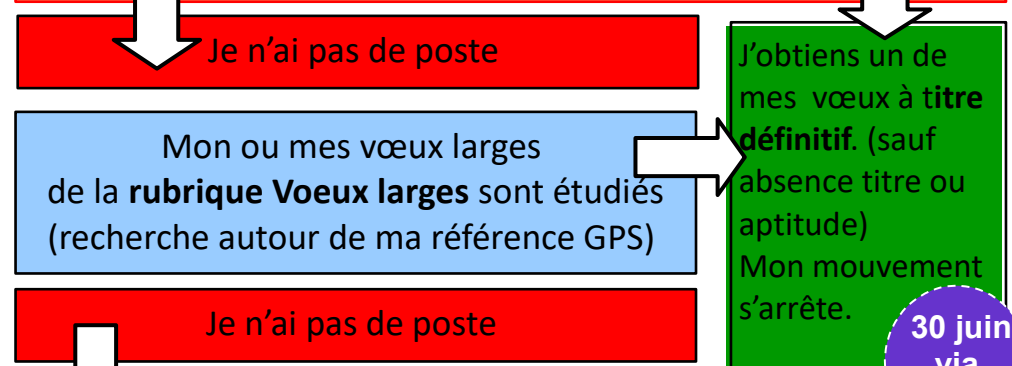 Je n'ai pas de poste
Mon ou mes vœux larges
de la rubrique Voeux larges sont étudiés
(recherche autour de ma référence GPS)
Je n'ai pas de poste
J'obtiens un de
mes vœux à titre
définitif. (sauf
absence titre ou
aptitude)
Mon mouvement
s'arrête.
30 juin
via